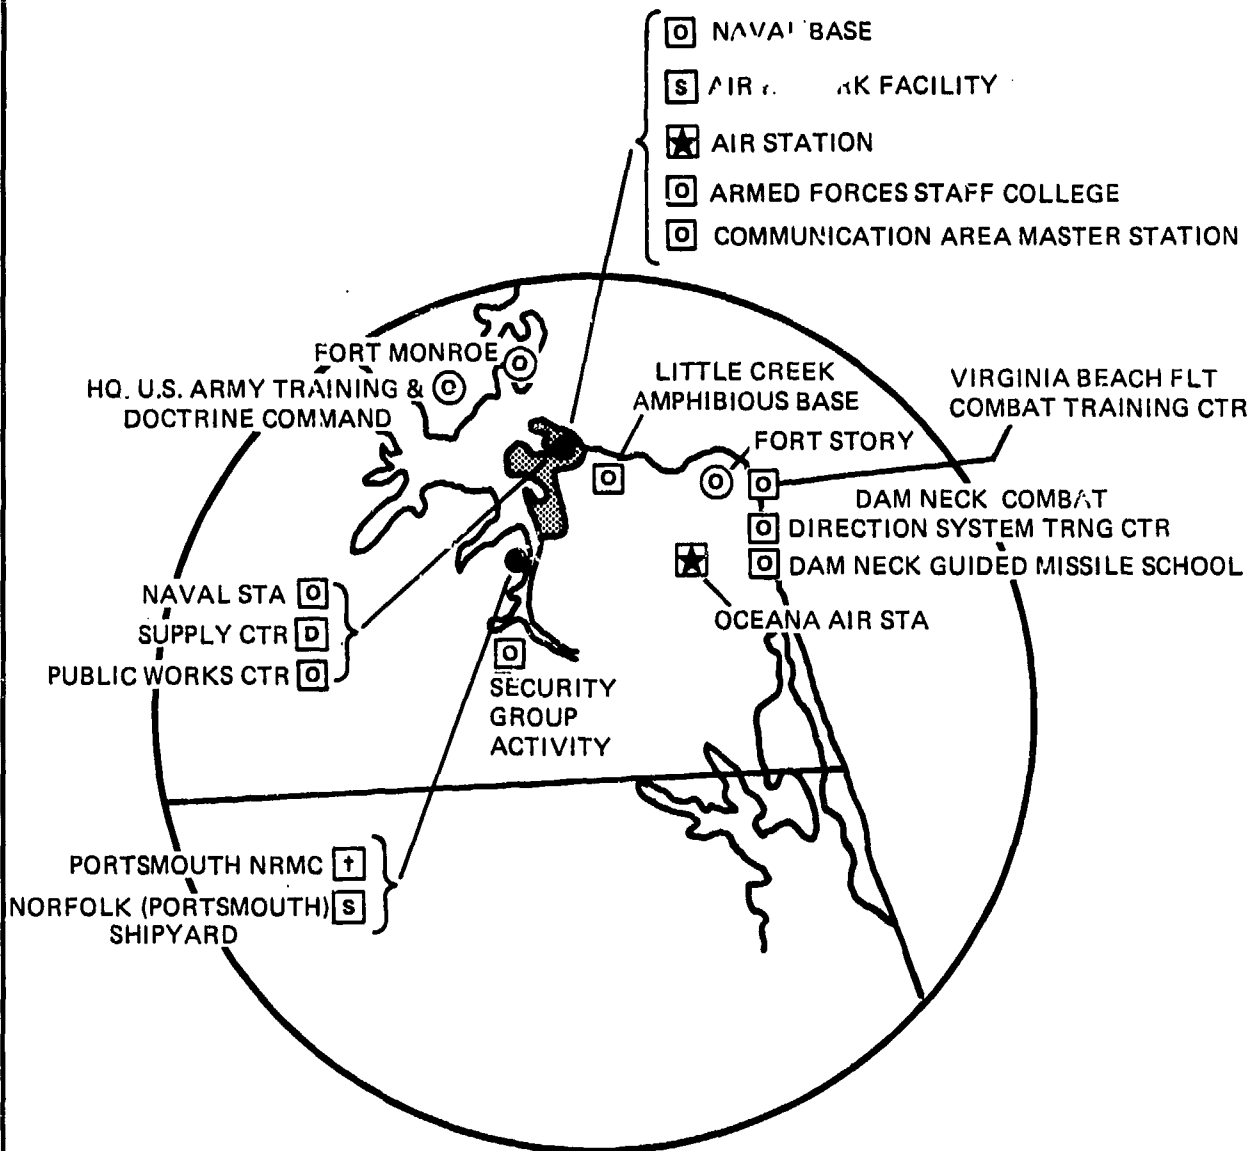 O NAVAL BASE
S AIR FACILITY
AIR STATION
O ARMED FORCES STAFF COLLEGE
O COMMUNICATION AREA MASTER STATION
FORT MONROE O
HQ. U.S. ARMY TRAINING &
DOCTRINE COMMAND
LITTLE CREEK
AMPHIBIOUS BASE
O
VIRGINIA BEACH FLT
COMBAT TRAINING CTR
FORT STORY
O
O
DAM NECK COMBAT
O DIRECTION SYSTEM TRNG CTR
O DAM NECK GUIDED MISSILE SCHOOL
OCEANA AIR STA
NAVAL STA O
SUPPLY CTR D
PUBLIC WORKS CTR O
O
SECURITY
GROUP
ACTIVITY
PORTSMOUTH NRMC †
NORFOLK (PORTSMOUTH) S
SHIPYARD